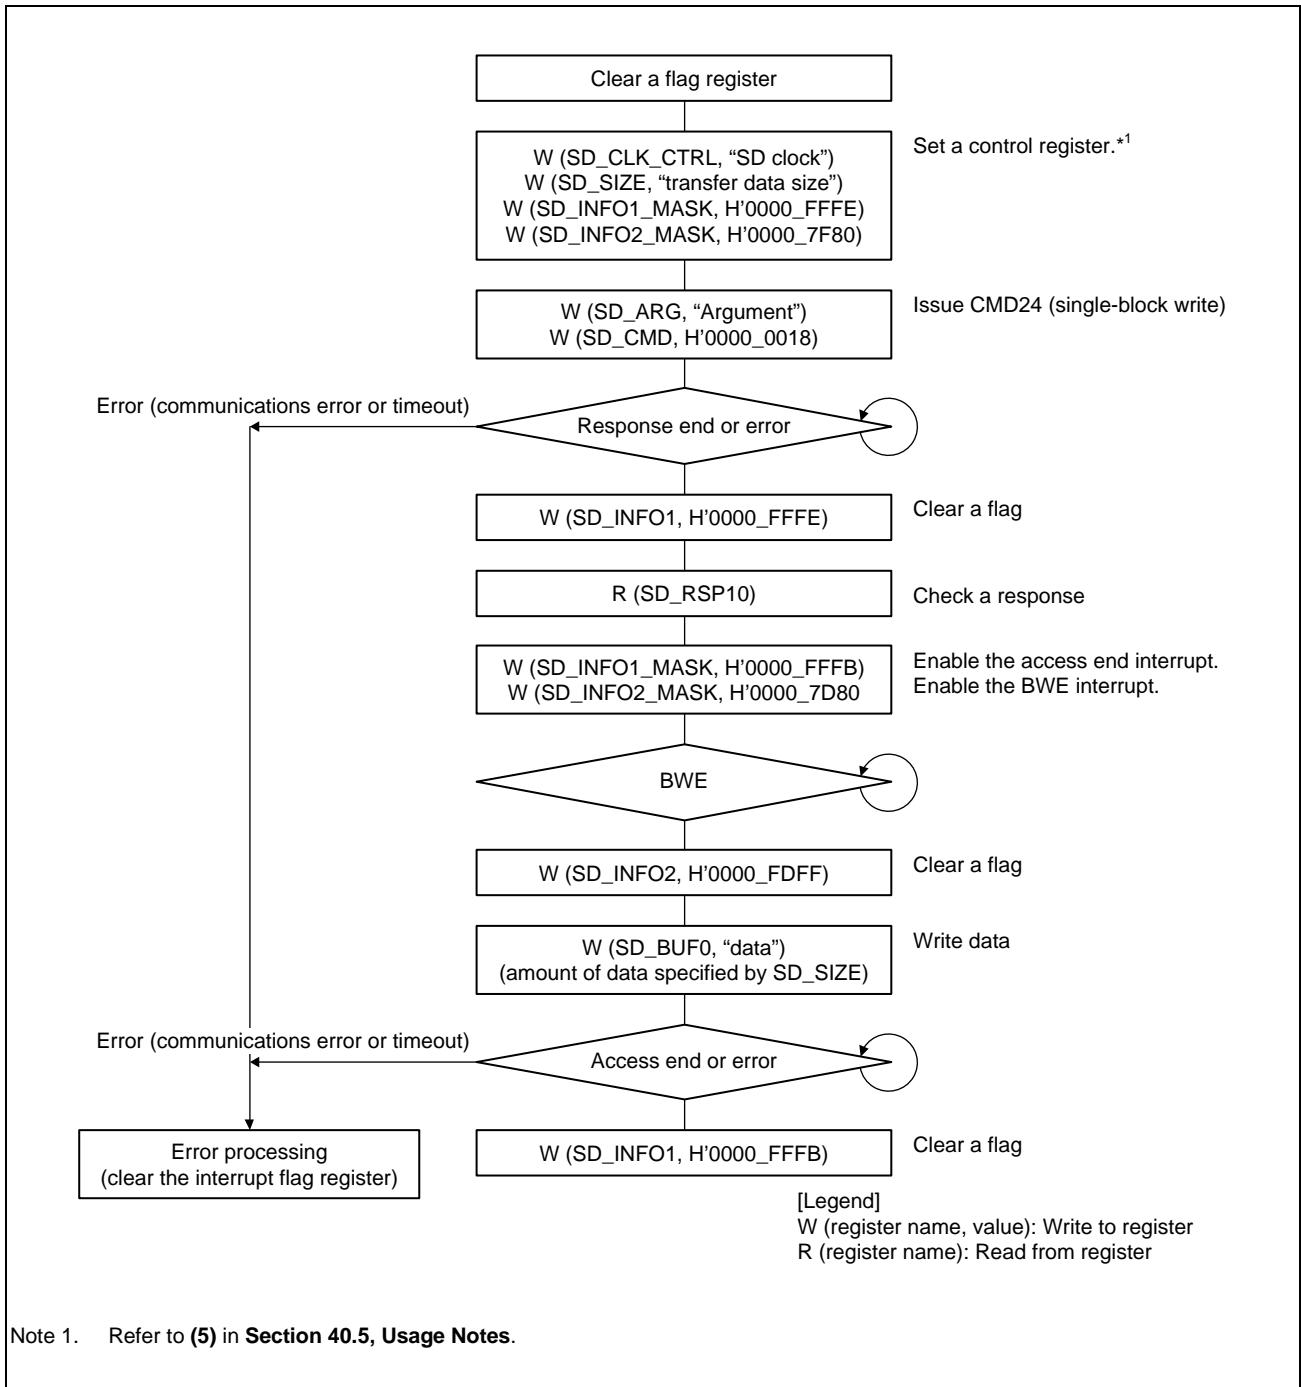 Clear a flag register
W (SD_CLK_CTRL, “SD clock”)
W (SD_SIZE, “transfer data size”)
W (SD_INFO1_MASK, H’0000_FFFE)
W (SD_INFO2_MASK, H’0000_7F80)
Set a control register.*1
W (SD_ARG, “Argument”)
W (SD_CMD, H’0000_0018)
Issue CMD24 (single-block write)
Error (communications error or timeout)
Response end or error
W (SD_INFO1, H’0000_FFFE)
Clear a flag
R (SD_RSP10)
Check a response
W (SD_INFO1_MASK, H’0000_FFFB)
W (SD_INFO2_MASK, H’0000_7D80
Enable the access end interrupt.
Enable the BWE interrupt.
BWE
W (SD_INFO2, H’0000_FDFF)
Clear a flag
W (SD_BUF0, “data”)
(amount of data specified by SD_SIZE)
Write data
Error (communications error or timeout)
Access end or error
Error processing
(clear the interrupt flag register)
W (SD_INFO1, H’0000_FFFB)
Clear a flag
[Legend]
W (register name, value): Write to register
R (register name): Read from register
Note 1. Refer to (5) in Section 40.5, Usage Notes.